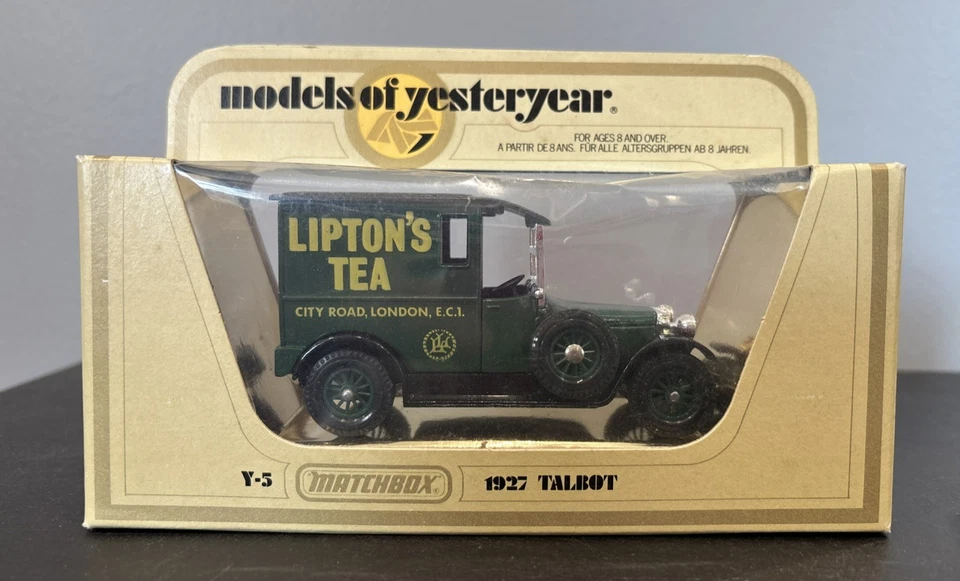 models of yesteryear®
FOR AGES 8 AND OVER.
A PARTIR DE 8 ANS. FÜR ALLE ALTERSGRUPPEN AB 8 JAHREN.
LIPTON'S
TEA
CITY ROAD, LONDON, E.C.1.
Y-5 MATCHBOX® 1927 TALBOT